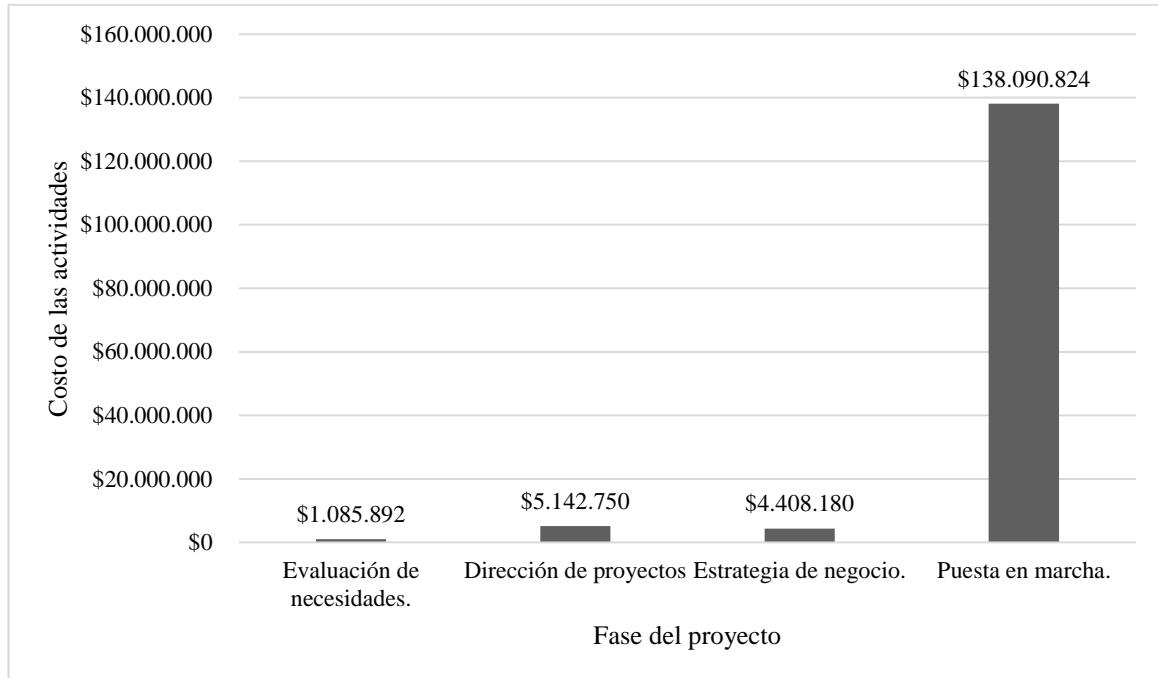 $160.000.000
$140.000.000
$120.000.000
$100.000.000
$80.000.000
$60.000.000
$40.000.000
$20.000.000
$0
Costo de las actividades
$1.085.892
$5.142.750
$4.408.180
$138.090.824
Evaluación de
necesidades.
Dirección de proyectos
Estrategia de negocio.
Puesta en marcha.
Fase del proyecto